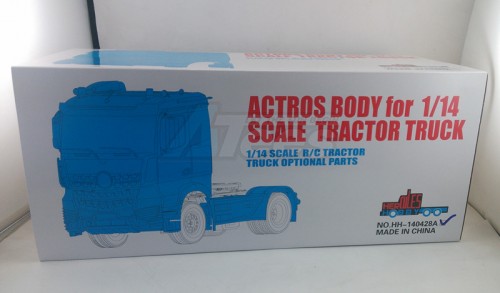 ACTROS BODY for 1/14
SCALE TRACTOR TRUCK
1/14 SCALE R/C TRACTOR
TRUCK OPTIONAL PARTS
NO.HH-140428A
MADE IN CHINA